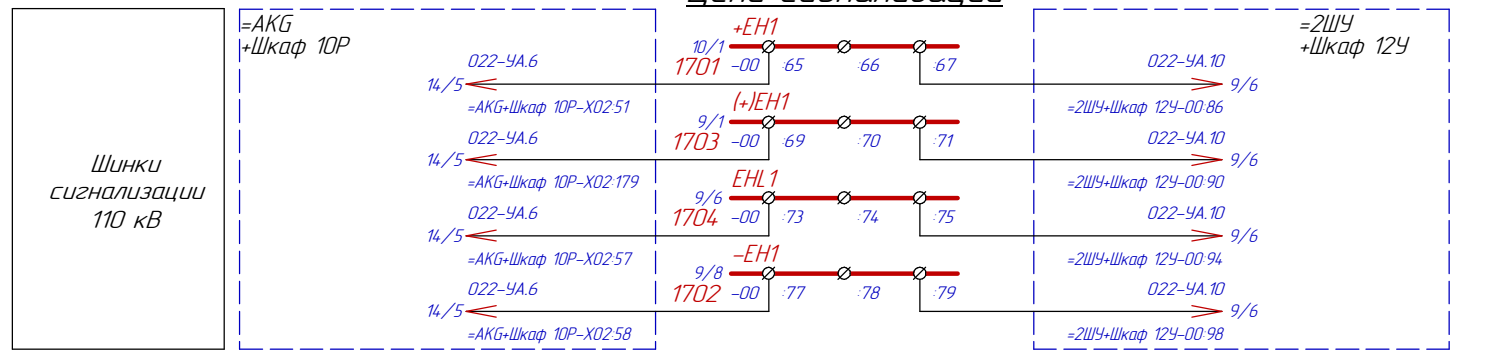 Цепи сигнализации
Шинки
сигнализации
110 кВ
=AKG
+Шкаф 10Р
=2ШУ
+Шкаф 12У
+EH1
10/1
1701 -00 :65 :66 :67
022-УА.6
14/5
=AKG+Шкаф 10Р-Х02:51
022-УА.10
9/6
=2ШУ+Шкаф 12У-00:86
(+)EH1
9/1
1703 -00 :69 :70 :71
022-УА.6
14/5
=AKG+Шкаф 10Р-Х02:179
022-УА.10
9/6
=2ШУ+Шкаф 12У-00:90
EHL1
9/6
1704 -00 :73 :74 :75
022-УА.6
14/5
=AKG+Шкаф 10Р-Х02:57
022-УА.10
9/6
=2ШУ+Шкаф 12У-00:94
-EH1
9/8
1702 -00 :77 :78 :79
022-УА.6
14/5
=AKG+Шкаф 10Р-Х02:58
022-УА.10
9/6
=2ШУ+Шкаф 12У-00:98